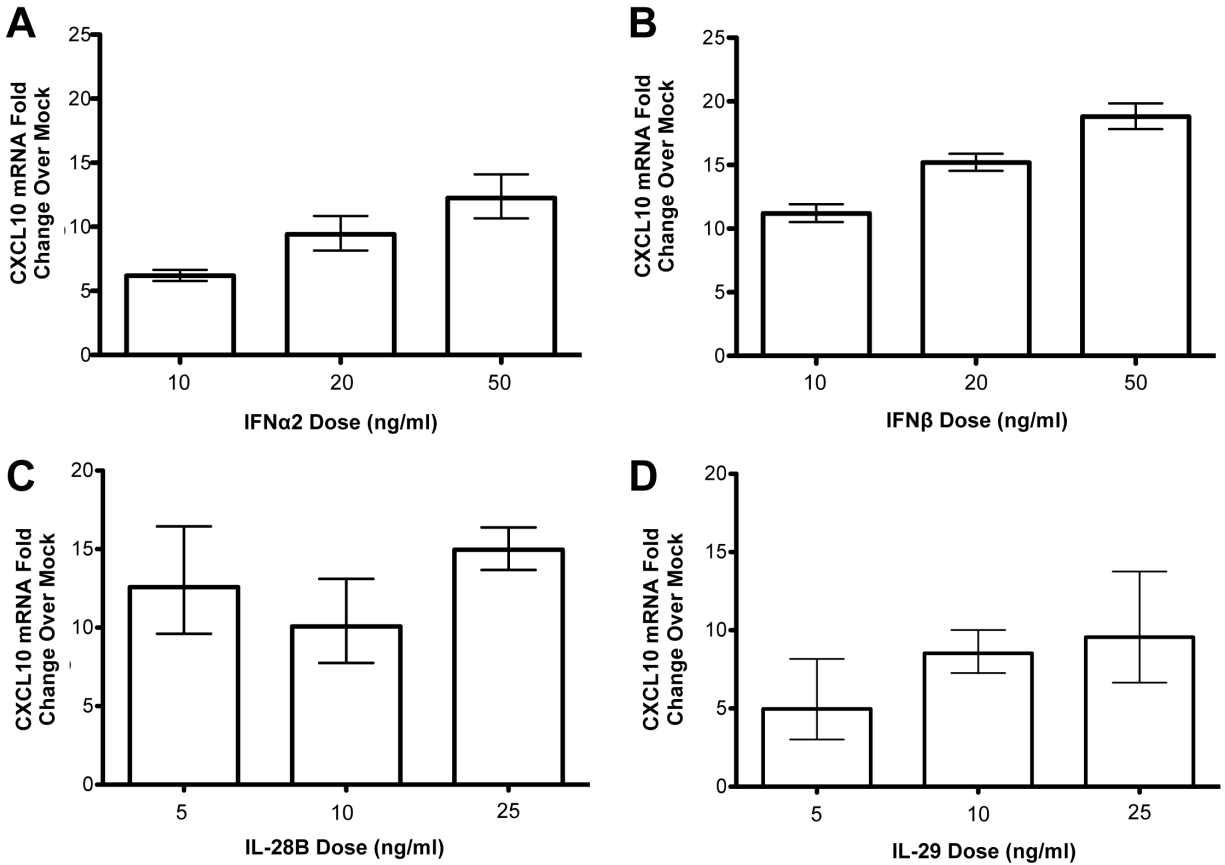 A
CXCL10 mRNA Fold
Change Over Mock
25
20
15
10
5
0
10 20 50
IFNα2 Dose (ng/ml)
B
CXCL10 mRNA Fold
Change Over Mock
25
20
15
10
5
0
10 20 50
IFNβ Dose (ng/ml)
C
CXCL10 mRNA Fold
Change Over Mock
20
15
10
5
0
5 10 25
IL-28B Dose (ng/ml)
D
CXCL10 mRNA Fold
Change Over Mock
20
15
10
5
0
5 10 25
IL-29 Dose (ng/ml)